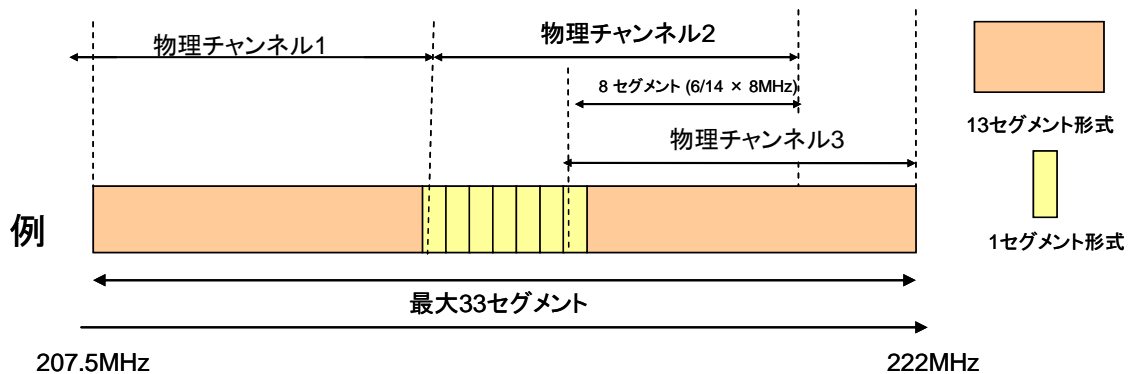 物理チャンネル1
物理チャンネル2
8 セグメント (6/14 × 8MHz)
物理チャンネル3
13セグメント形式
1セグメント形式
例
最大33セグメント
207.5MHz
222MHz